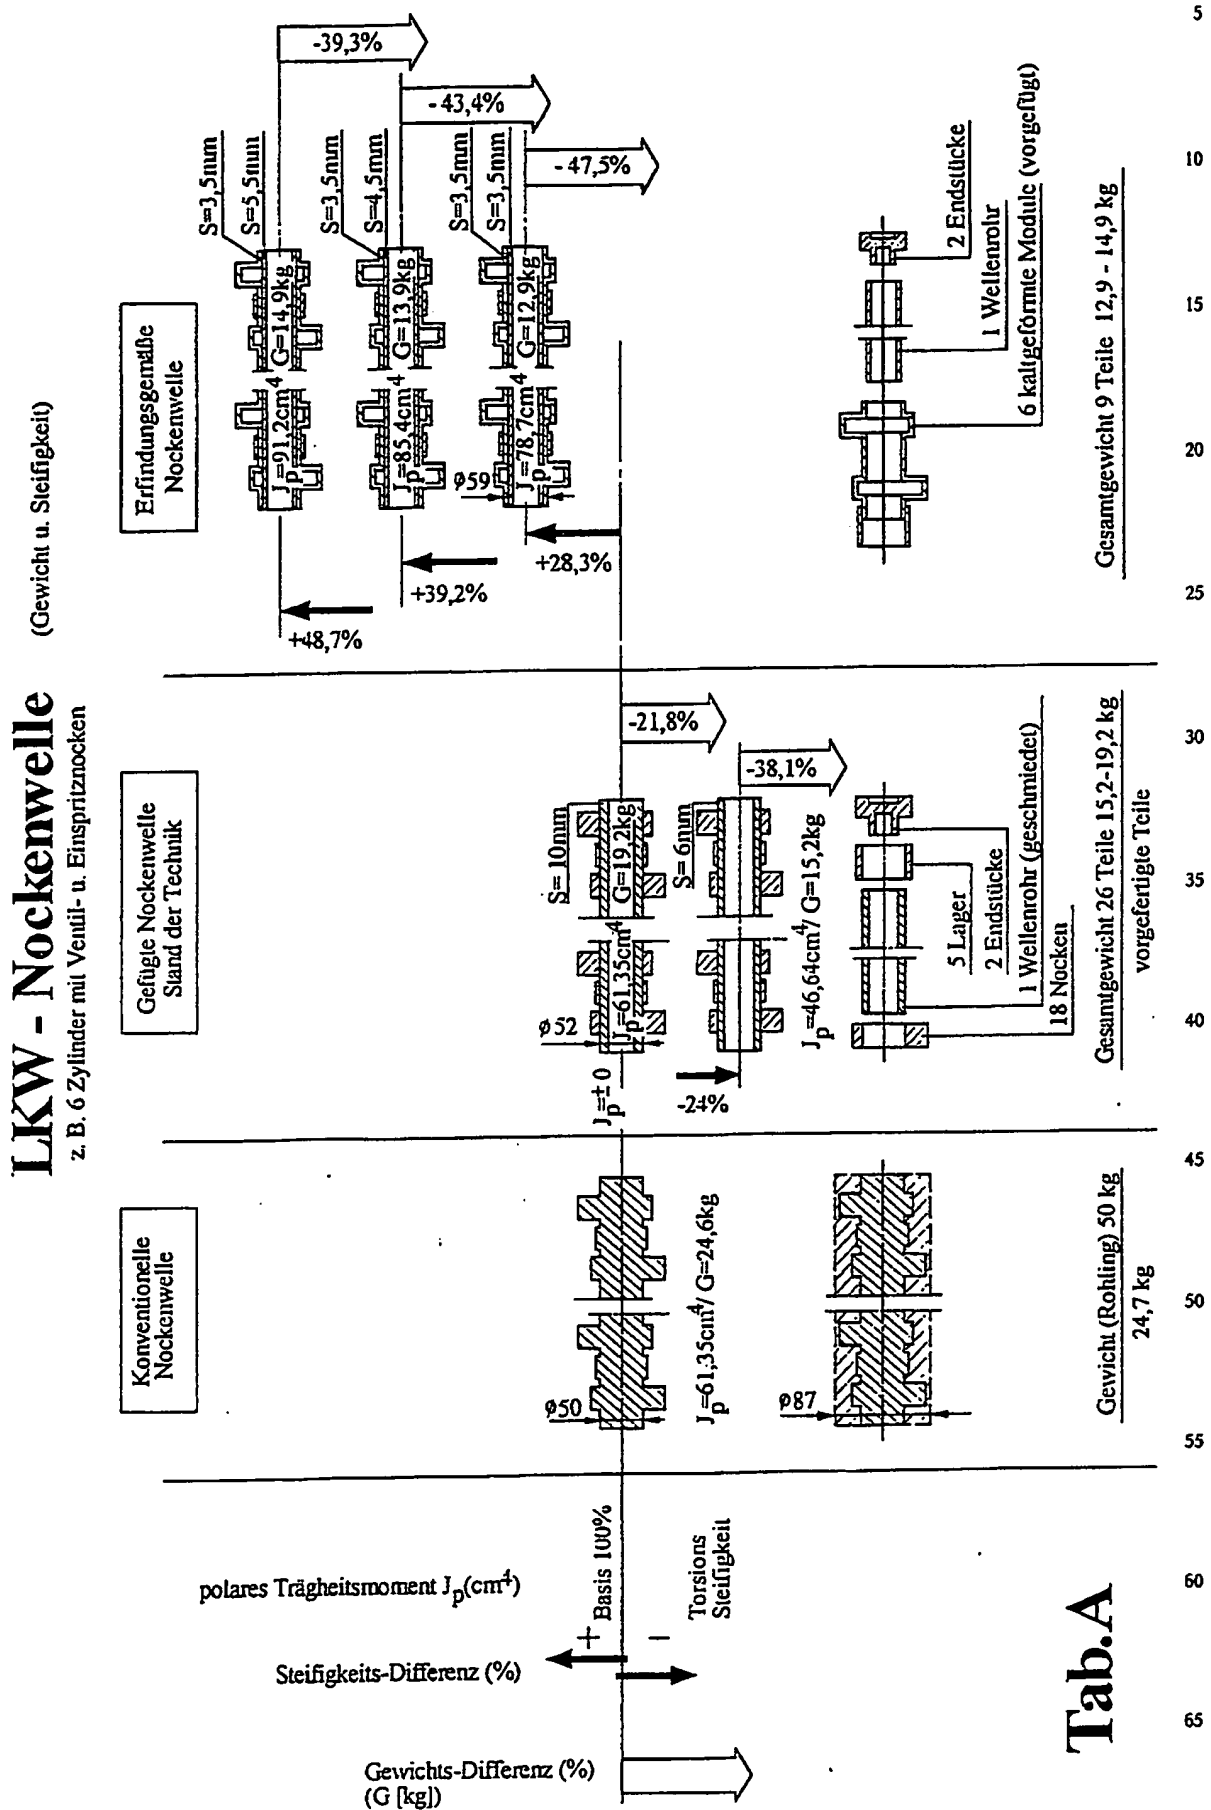 LKW - Nockenwelle
(Gewicht u. Steifigkeit)
z. B. 6 Zylinder mit Ventil- u. Einspritznocken
Konventionelle
Nockenwelle
Gefügte Nockenwelle
Stand der Technik
Erfindungsgemäße
Nockenwelle
polares Trägheitsmoment Jp(cm⁴)
Steifigkeits-Differenz (%)
Gewichts-Differenz (%)
(G [kg])
+
Basis 100%
−
Torsions
Steifigkeit
ø50
Jp=61,35cm⁴/ G=24,6kg
ø87
Gewicht (Rohling) 50 kg
24,7 kg
Jp=±0
-24%
ø52
S=10mm
Jp=61,35cm⁴ G=19,2kg
-21,8%
S=6mm
-38,1%
Jp=46,64cm⁴/ G=15,2kg
5 Lager
2 Endstücke
1 Wellenrohr (geschmiedet)
18 Nocken
Gesamtgewicht 26 Teile 15,2-19,2 kg
vorgefertigte Teile
+48,7%
+39,2%
+28,3%
ø59
Jp=91,2cm⁴ G=14,9kg
S=3,5mm
S=5,5mm
-39,3%
Jp=85,4cm⁴ G=13,9kg
S=3,5mm
S=4,5mm
- 43,4%
Jp=78,7cm⁴ G=12,9kg
S=3,5mm
S=3,5mm
- 47,5%
2 Endstücke
1 Wellenrohr
6 kaltgeformte Module (vorgefügt)
Gesamtgewicht 9 Teile 12,9 - 14,9 kg
Tab.A
5
10
15
20
25
30
35
40
45
50
55
60
65